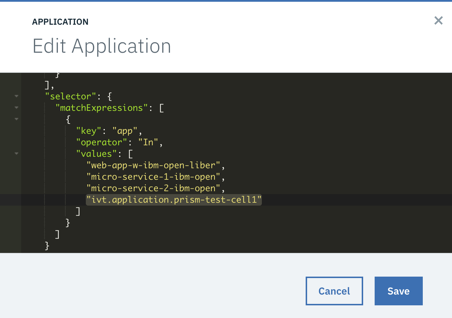 APPLICATION
Edit Application
}
],
"selector": {
"matchExpressions": [
{
"key": "app",
"operator": "In",
"values": [
"web-app-w-ibm-open-liber",
"micro-service-1-ibm-open",
"micro-service-2-ibm-open",
"ivt.application.prism-test-cell1"
]
}
]
}
Cancel Save